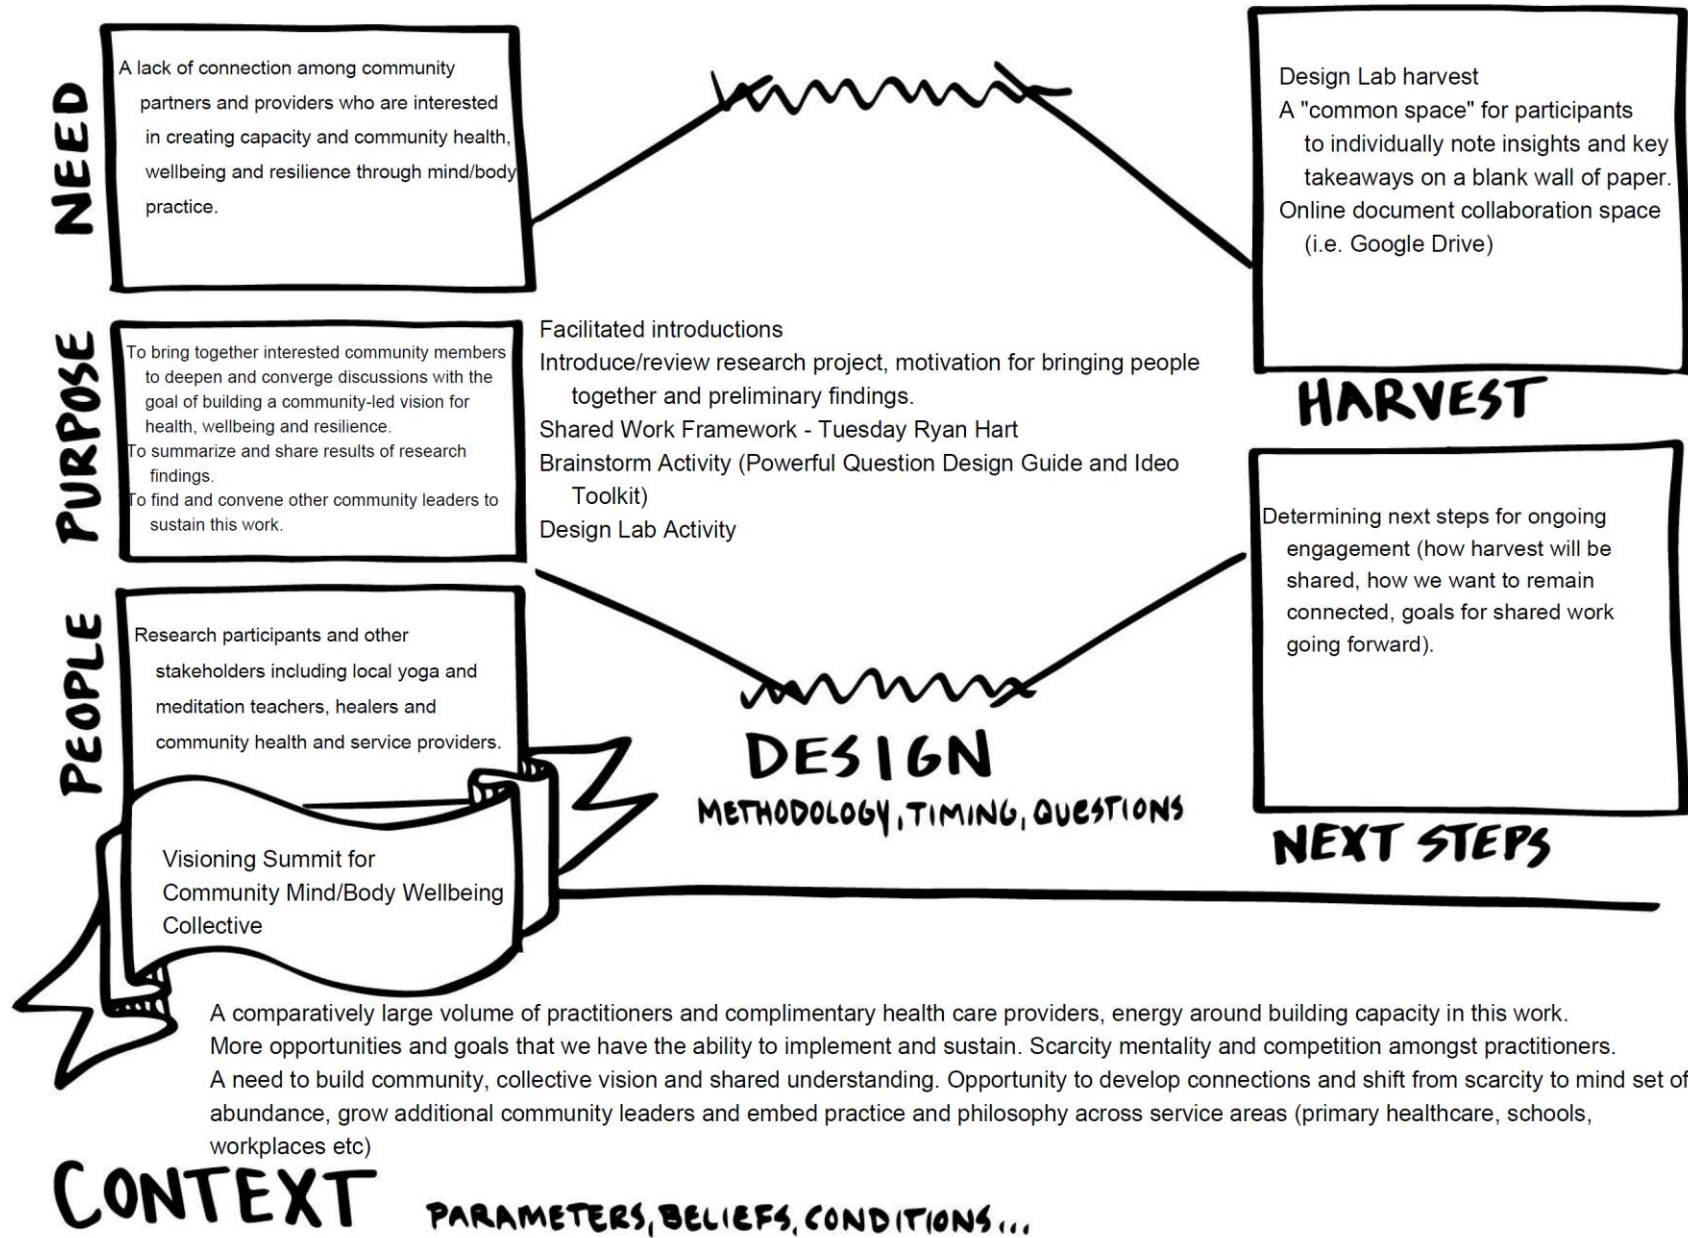 NEED
A lack of connection among community
partners and providers who are interested
in creating capacity and community health,
wellbeing and resilience through mind/body
practice.
PURPOSE
To bring together interested community members
to deepen and converge discussions with the
goal of building a community-led vision for
health, wellbeing and resilience.
To summarize and share results of research
findings.
To find and convene other community leaders to
sustain this work.
PEOPLE
Research participants and other
stakeholders including local yoga and
meditation teachers, healers and
community health and service providers.
Visioning Summit for
Community Mind/Body Wellbeing
Collective
Facilitated introductions
Introduce/review research project, motivation for bringing people
together and preliminary findings.
Shared Work Framework - Tuesday Ryan Hart
Brainstorm Activity (Powerful Question Design Guide and Ideo
Toolkit)
Design Lab Activity
DESIGN
METHODOLOGY, TIMING, QUESTIONS
Design Lab harvest
A "common space" for participants
to individually note insights and key
takeaways on a blank wall of paper.
Online document collaboration space
(i.e. Google Drive)
HARVEST
Determining next steps for ongoing
engagement (how harvest will be
shared, how we want to remain
connected, goals for shared work
going forward).
NEXT STEPS
A comparatively large volume of practitioners and complimentary health care providers, energy around building capacity in this work.
More opportunities and goals that we have the ability to implement and sustain. Scarcity mentality and competition amongst practitioners.
A need to build community, collective vision and shared understanding. Opportunity to develop connections and shift from scarcity to mind set of
abundance, grow additional community leaders and embed practice and philosophy across service areas (primary healthcare, schools,
workplaces etc)
CONTEXT
PARAMETERS, BELIEFS, CONDITIONS...